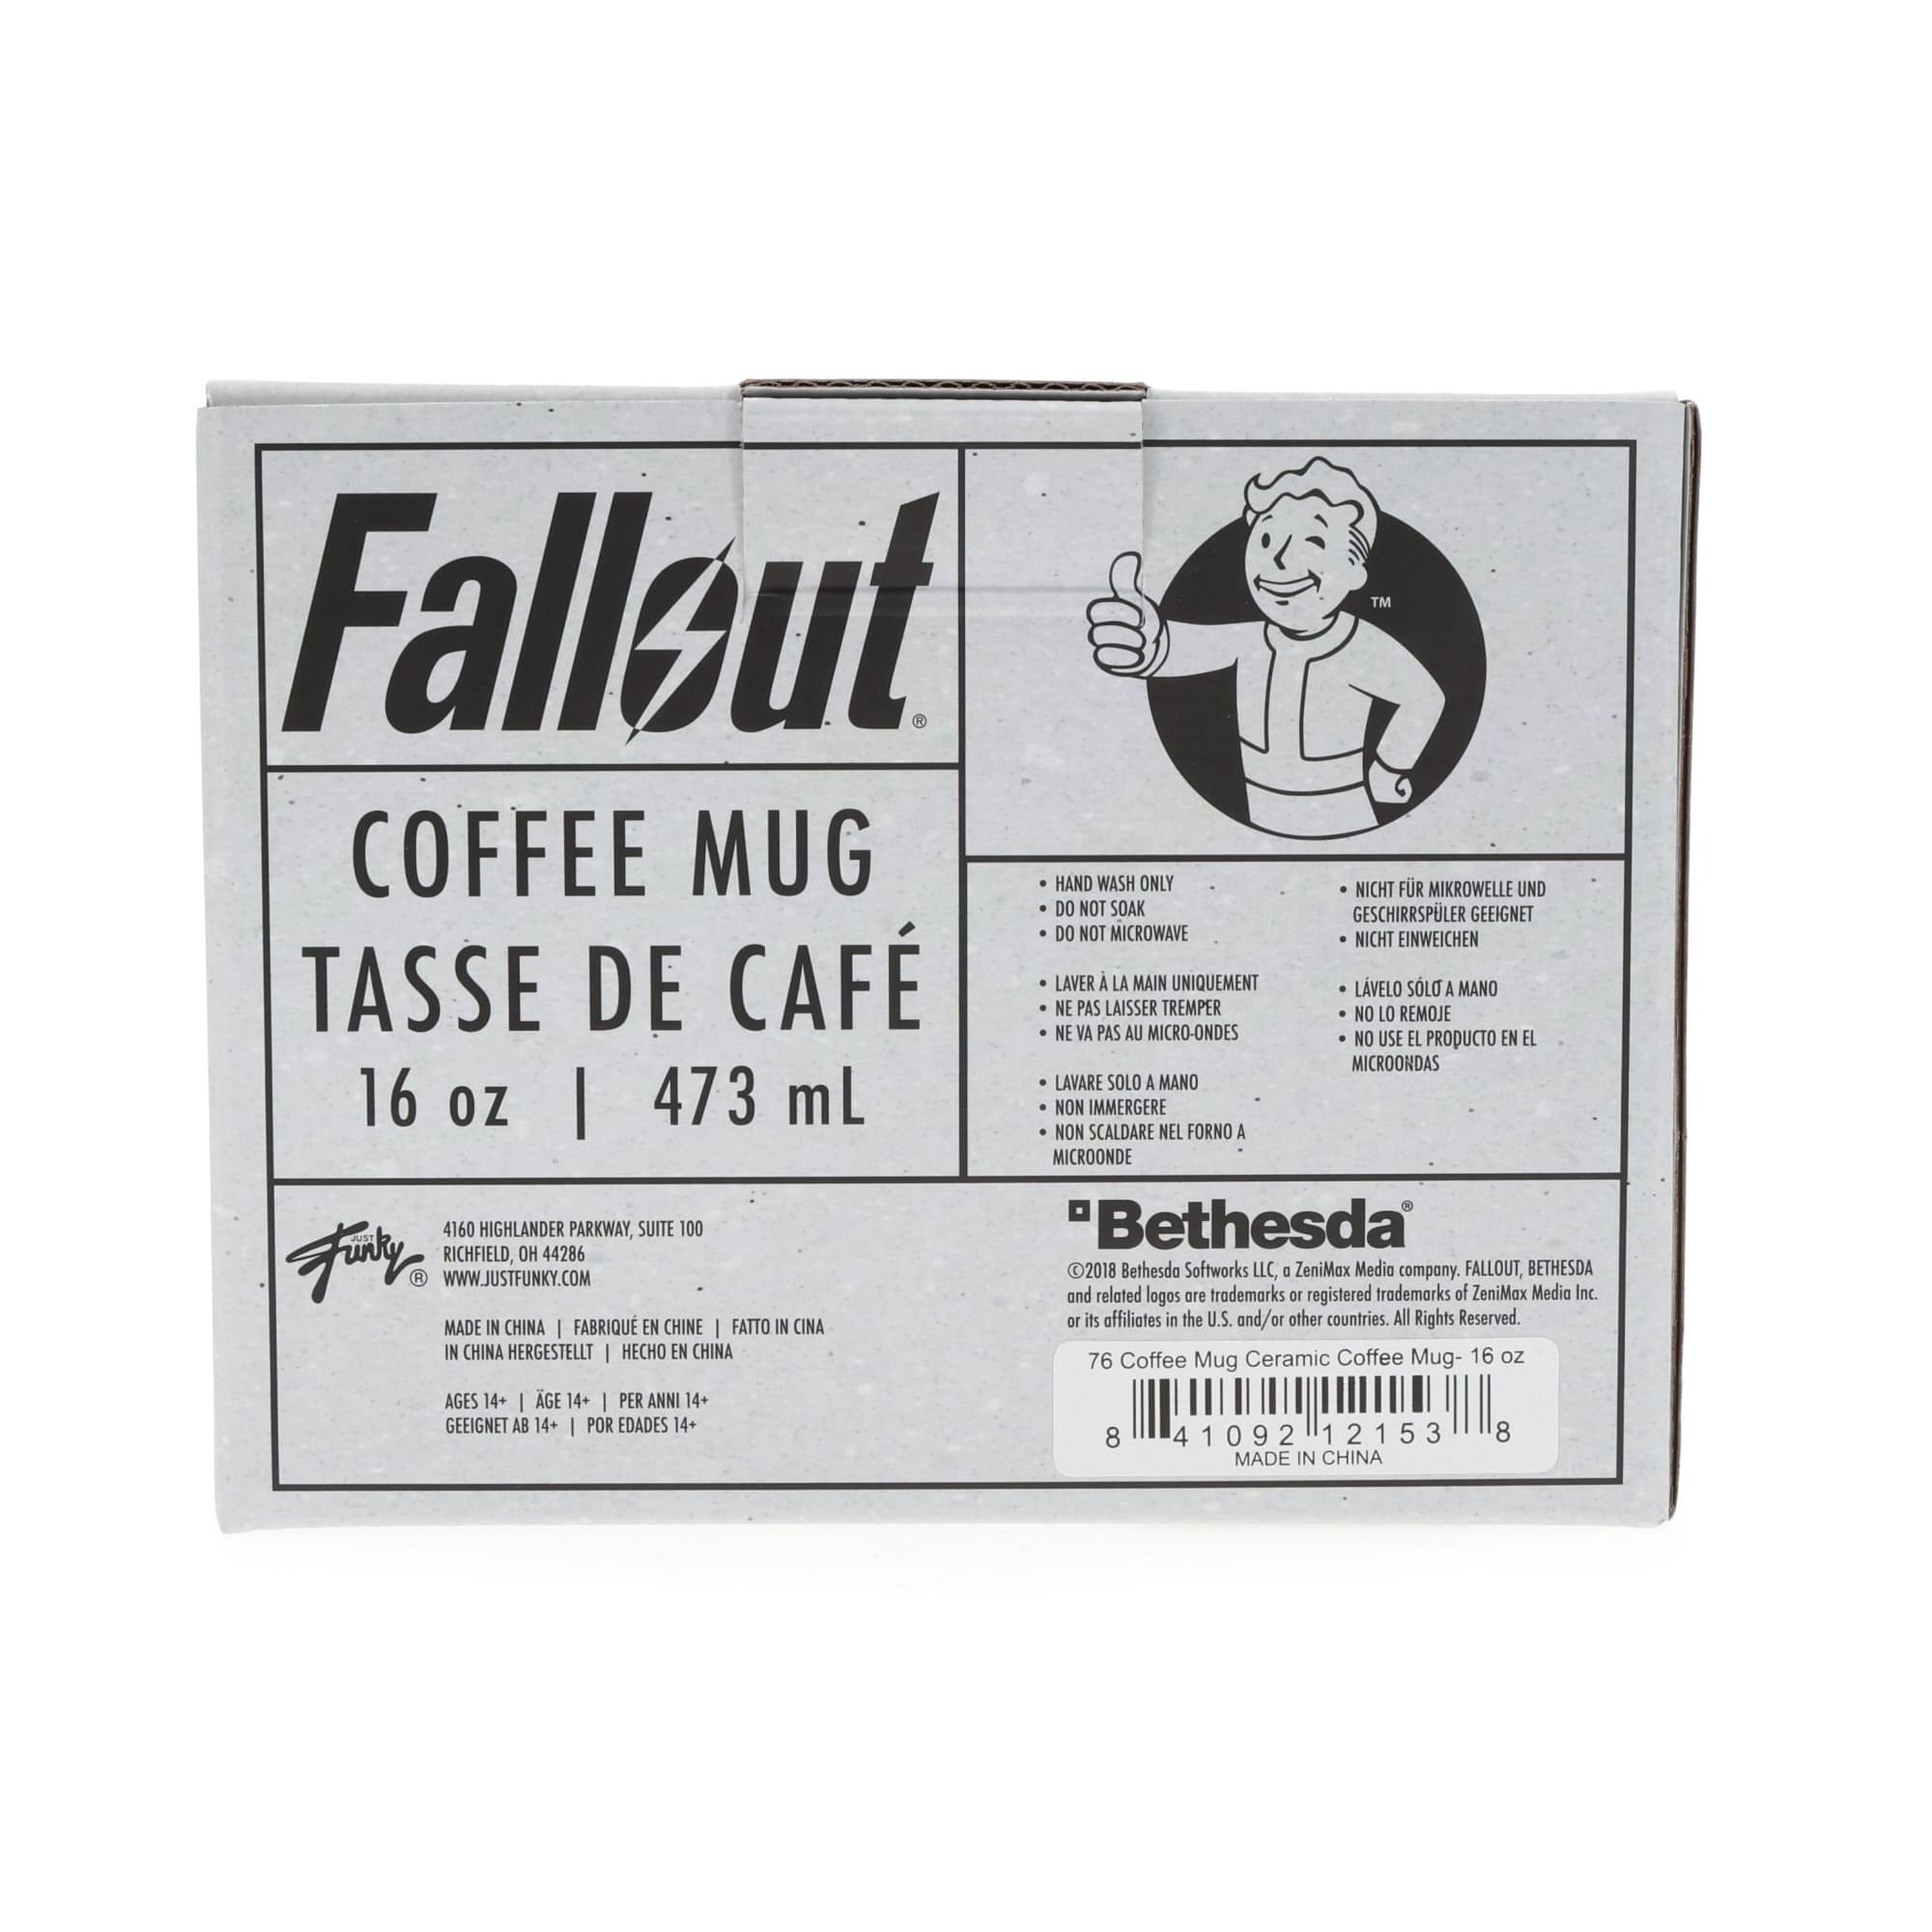 Fallout®
COFFEE MUG
TASSE DE CAFÉ
16 oz | 473 mL
TM
• HAND WASH ONLY
• DO NOT SOAK
• DO NOT MICROWAVE
• LAVER À LA MAIN UNIQUEMENT
• NE PAS LAISSER TREMPER
• NE VA PAS AU MICRO-ONDES
• LAVARE SOLO A MANO
• NON IMMERGERE
• NON SCALDARE NEL FORNO A
MICROONDE
• NICHT FÜR MIKROWELLE UND
GESCHIRRSPÜLER GEEIGNET
• NICHT EINWEICHEN
• LÁVELO SÓLO A MANO
• NO LO REMOJE
• NO USE EL PRODUCTO EN EL
MICROONDAS
JUST
Funky®
4160 HIGHLANDER PARKWAY, SUITE 100
RICHFIELD, OH 44286
WWW.JUSTFUNKY.COM
MADE IN CHINA | FABRIQUÉ EN CHINE | FATTO IN CINA
IN CHINA HERGESTELLT | HECHO EN CHINA
AGES 14+ | ÄGE 14+ | PER ANNI 14+
GEEIGNET AB 14+ | POR EDADES 14+
Bethesda®
©2018 Bethesda Softworks LLC, a ZeniMax Media company. FALLOUT, BETHESDA
and related logos are trademarks or registered trademarks of ZeniMax Media Inc.
or its affiliates in the U.S. and/or other countries. All Rights Reserved.
76 Coffee Mug Ceramic Coffee Mug- 16 oz
8 41092 12153 8
MADE IN CHINA